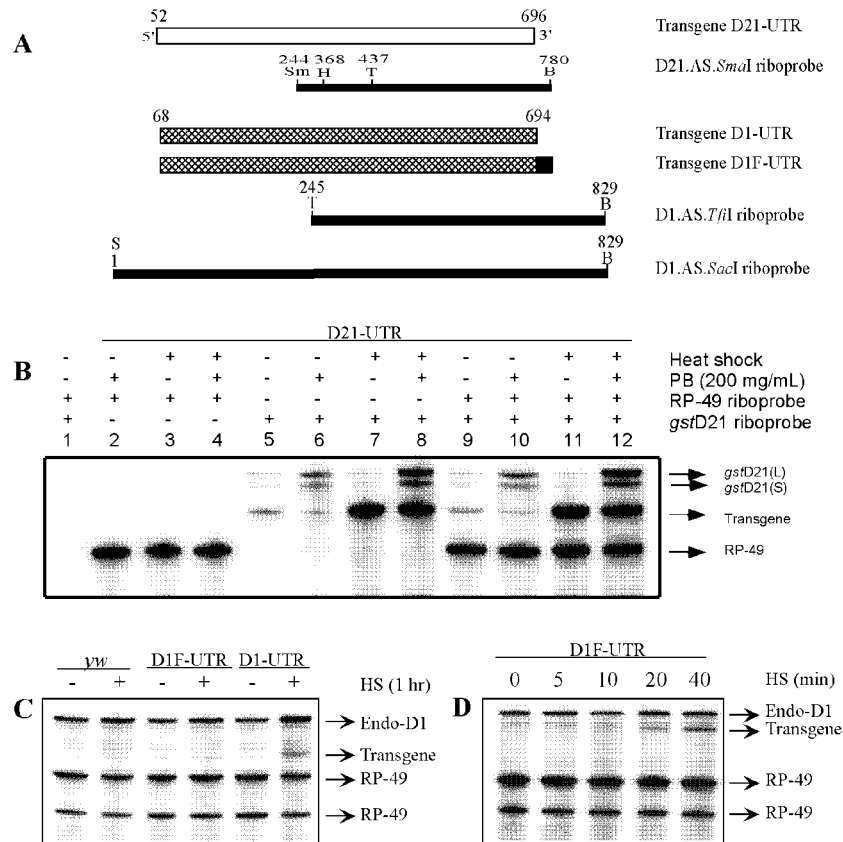 A
52 696
5' 3' Transgene D21-UTR
244 368 437 780
Sm H T B D21.AS.SmaI riboprobe
68 694
Transgene D1-UTR
Transgene D1F-UTR
245 829
T B D1.AS.TfiI riboprobe
S 829
1 B D1.AS.SacI riboprobe
B
D21-UTR
- - + + - - + + - - + + Heat shock
- + - + - + - + - + - + PB (200 mg/mL)
+ + + + - - - - + + + + RP-49 riboprobe
+ - - - + + + + + + + + gstD21 riboprobe
1 2 3 4 5 6 7 8 9 10 11 12
gstD21(L)
gstD21(S)
Transgene
RP-49
C
yw D1F-UTR D1-UTR
- + - + - + HS (1 hr)
Endo-D1
Transgene
RP-49
RP-49
D
D1F-UTR
0 5 10 20 40 HS (min)
Endo-D1
Transgene
RP-49
RP-49